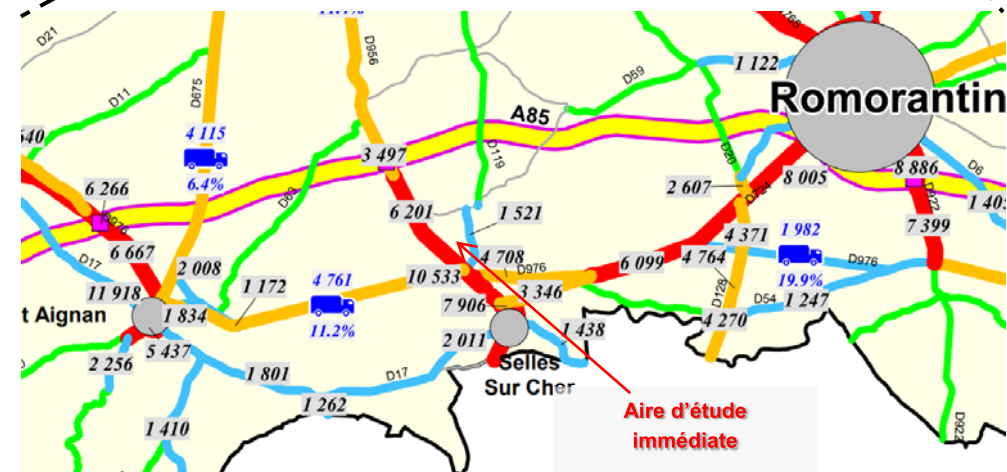 D21
D956
D765
D11
D675
D59
1 122
Romorantin
A85
640
4 115
6.4%
3 497
D119
D20
D6
8 886
6 266
D976
D69
6 201
1 521
2 607
D724
8 005
D922
7 399
6 667
D17
2 008
4 708
D976
10 533
6 099
4 371
4 764
1 982
19.9%
D976
11 918
1 172
4 761
11.2%
3 346
D128
D54
1 247
t Aignan
1 834
7 906
4 270
5 437
2 011
1 438
2 256
1 801
D17
Selles
Sur Cher
1 262
1 410
Aire d'étude
immédiate
D922